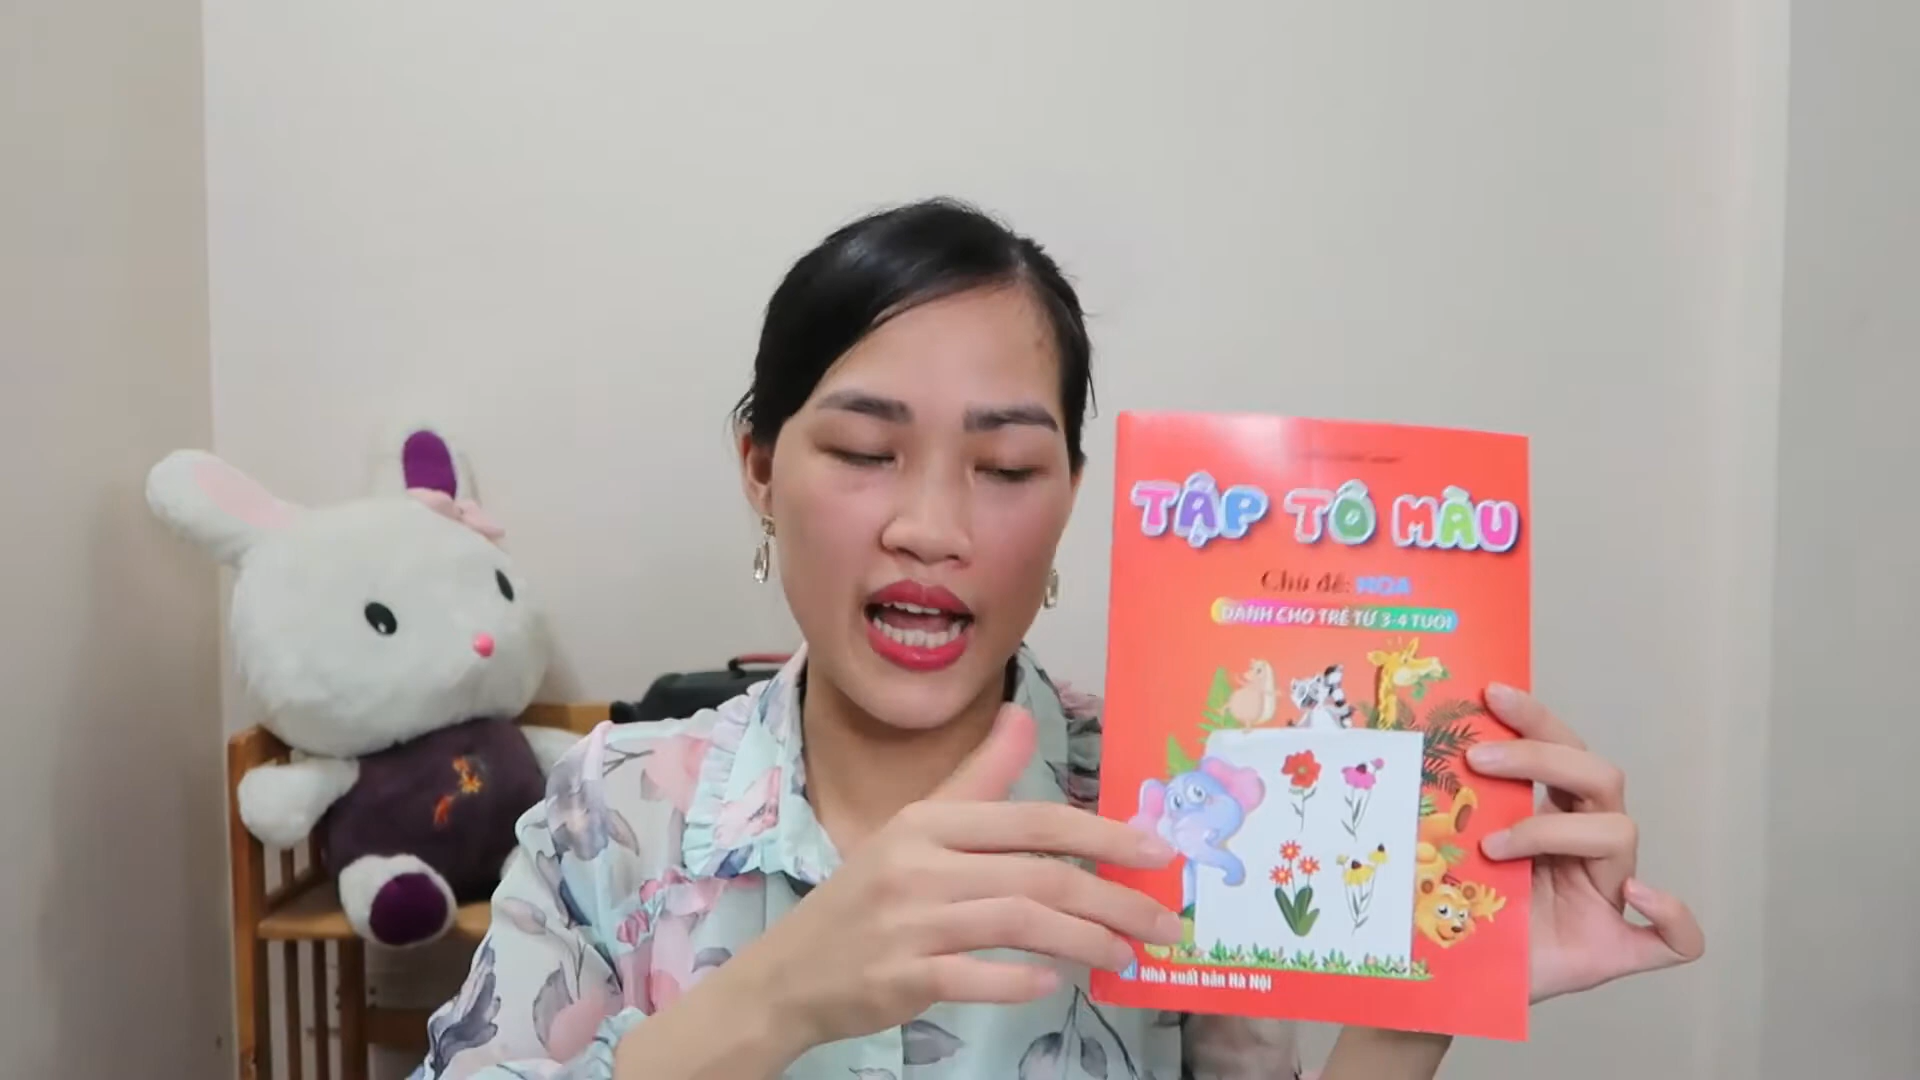 TẬP TÔ MÀU
Chủ đề: HOA
DÀNH CHO TRẺ TỪ 3-4 TUỔI
Nhà xuất bản Hà Nội